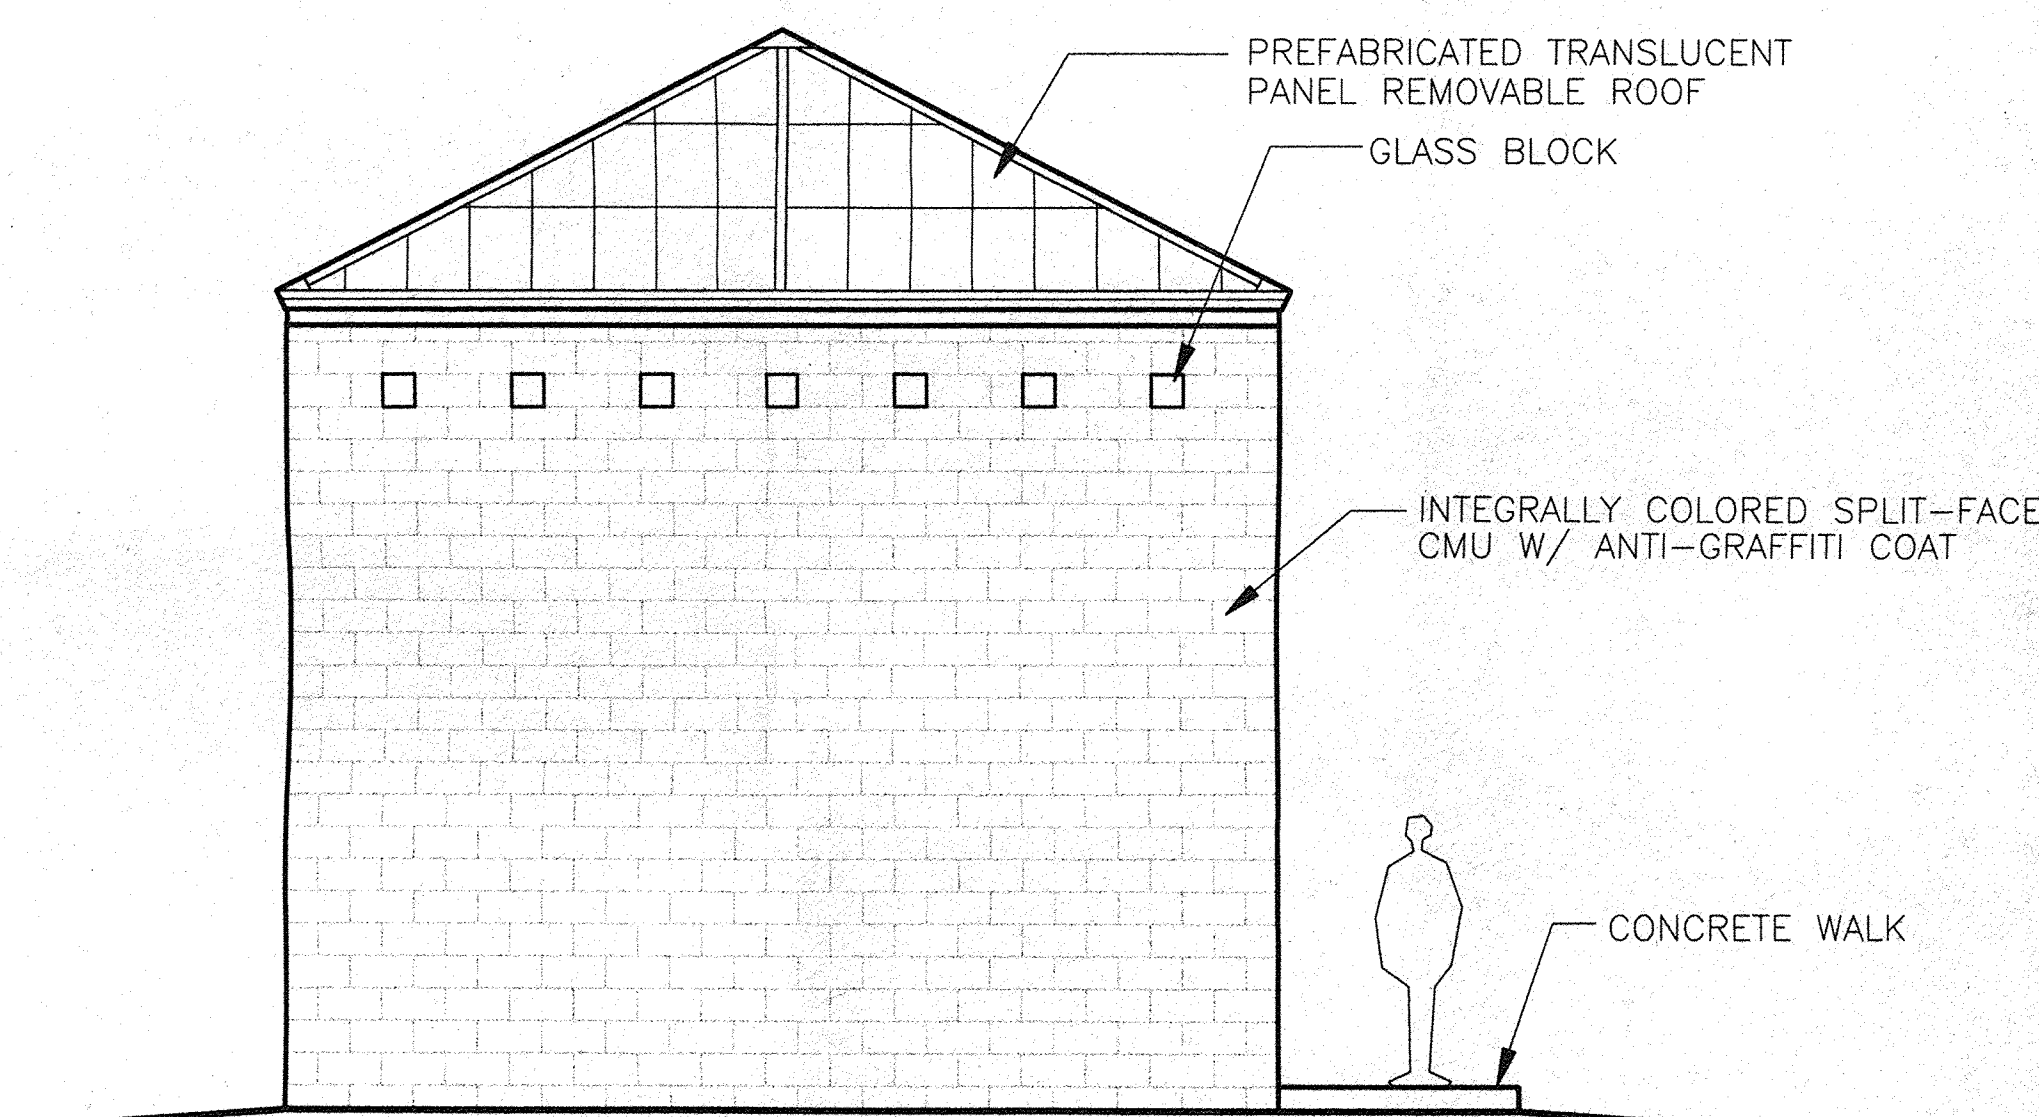 PREFABRICATED TRANSLUCENT
PANEL REMOVABLE ROOF
GLASS BLOCK
INTEGRALLY COLORED SPLIT-FACE
CMU W/ ANTI-GRAFFITI COAT
CONCRETE WALK